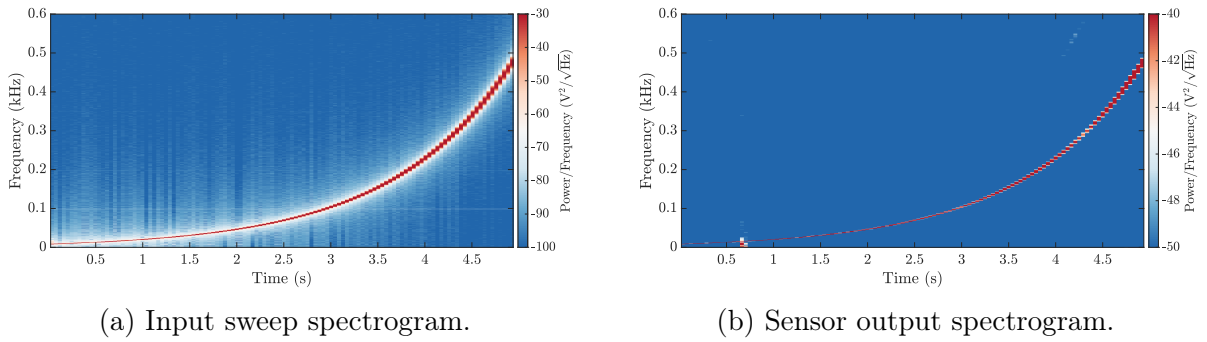 0.6
0.5
0.4
0.3
0.2
0.1
0
Frequency (kHz)
0.5 1 1.5 2 2.5 3 3.5 4 4.5
Time (s)
-30
-40
-50
-60
-70
-80
-90
-100
Power/Frequency (V²/√Hz)
(a) Input sweep spectrogram.
0.6
0.5
0.4
0.3
0.2
0.1
0
Frequency (kHz)
0.5 1 1.5 2 2.5 3 3.5 4 4.5
Time (s)
-40
-42
-44
-46
-48
-50
Power/Frequency (V²/√Hz)
(b) Sensor output spectrogram.